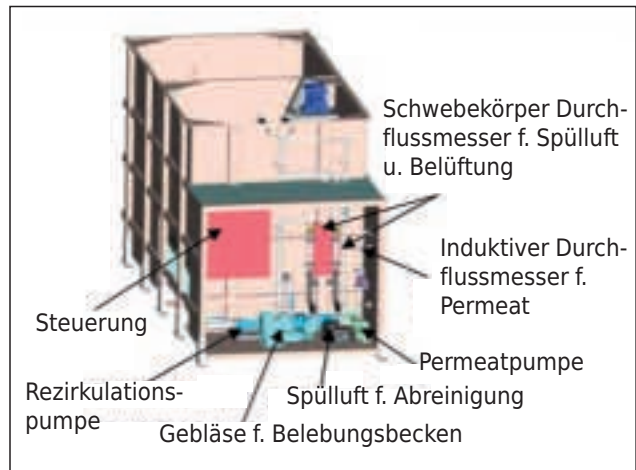 Schwebekörper Durch-
flussmesser f. Spülluft
u. Belüftung
Induktiver Durch-
flussmesser f.
Permeat
Steuerung
Permeatpumpe
Rezirkulations-
pumpe
Spülluft f. Abreinigung
Gebläse f. Belebungsbecken